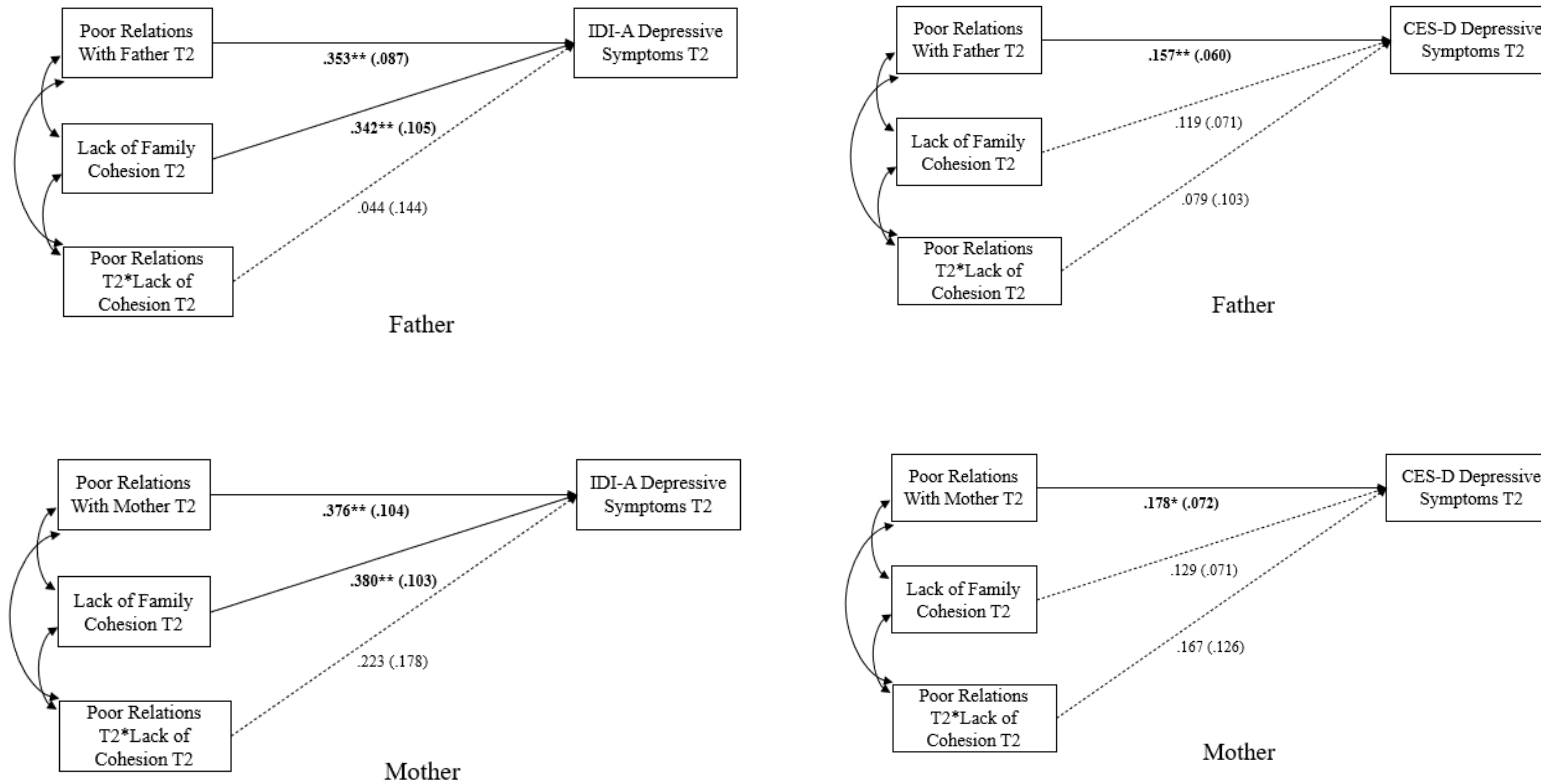 Poor Relations
With Father T2
.353** (.087)
IDI-A Depressive
Symptoms T2
Lack of Family
Cohesion T2
.342** (.105)
.044 (.144)
Poor Relations
T2*Lack of
Cohesion T2
Father
Poor Relations
With Father T2
.157** (.060)
CES-D Depressive
Symptoms T2
Lack of Family
Cohesion T2
.119 (.071)
.079 (.103)
Poor Relations
T2*Lack of
Cohesion T2
Father
Poor Relations
With Mother T2
.376** (.104)
IDI-A Depressive
Symptoms T2
Lack of Family
Cohesion T2
.380** (.103)
.223 (.178)
Poor Relations
T2*Lack of
Cohesion T2
Mother
Poor Relations
With Mother T2
.178* (.072)
CES-D Depressive
Symptoms T2
Lack of Family
Cohesion T2
.129 (.071)
.167 (.126)
Poor Relations
T2*Lack of
Cohesion T2
Mother